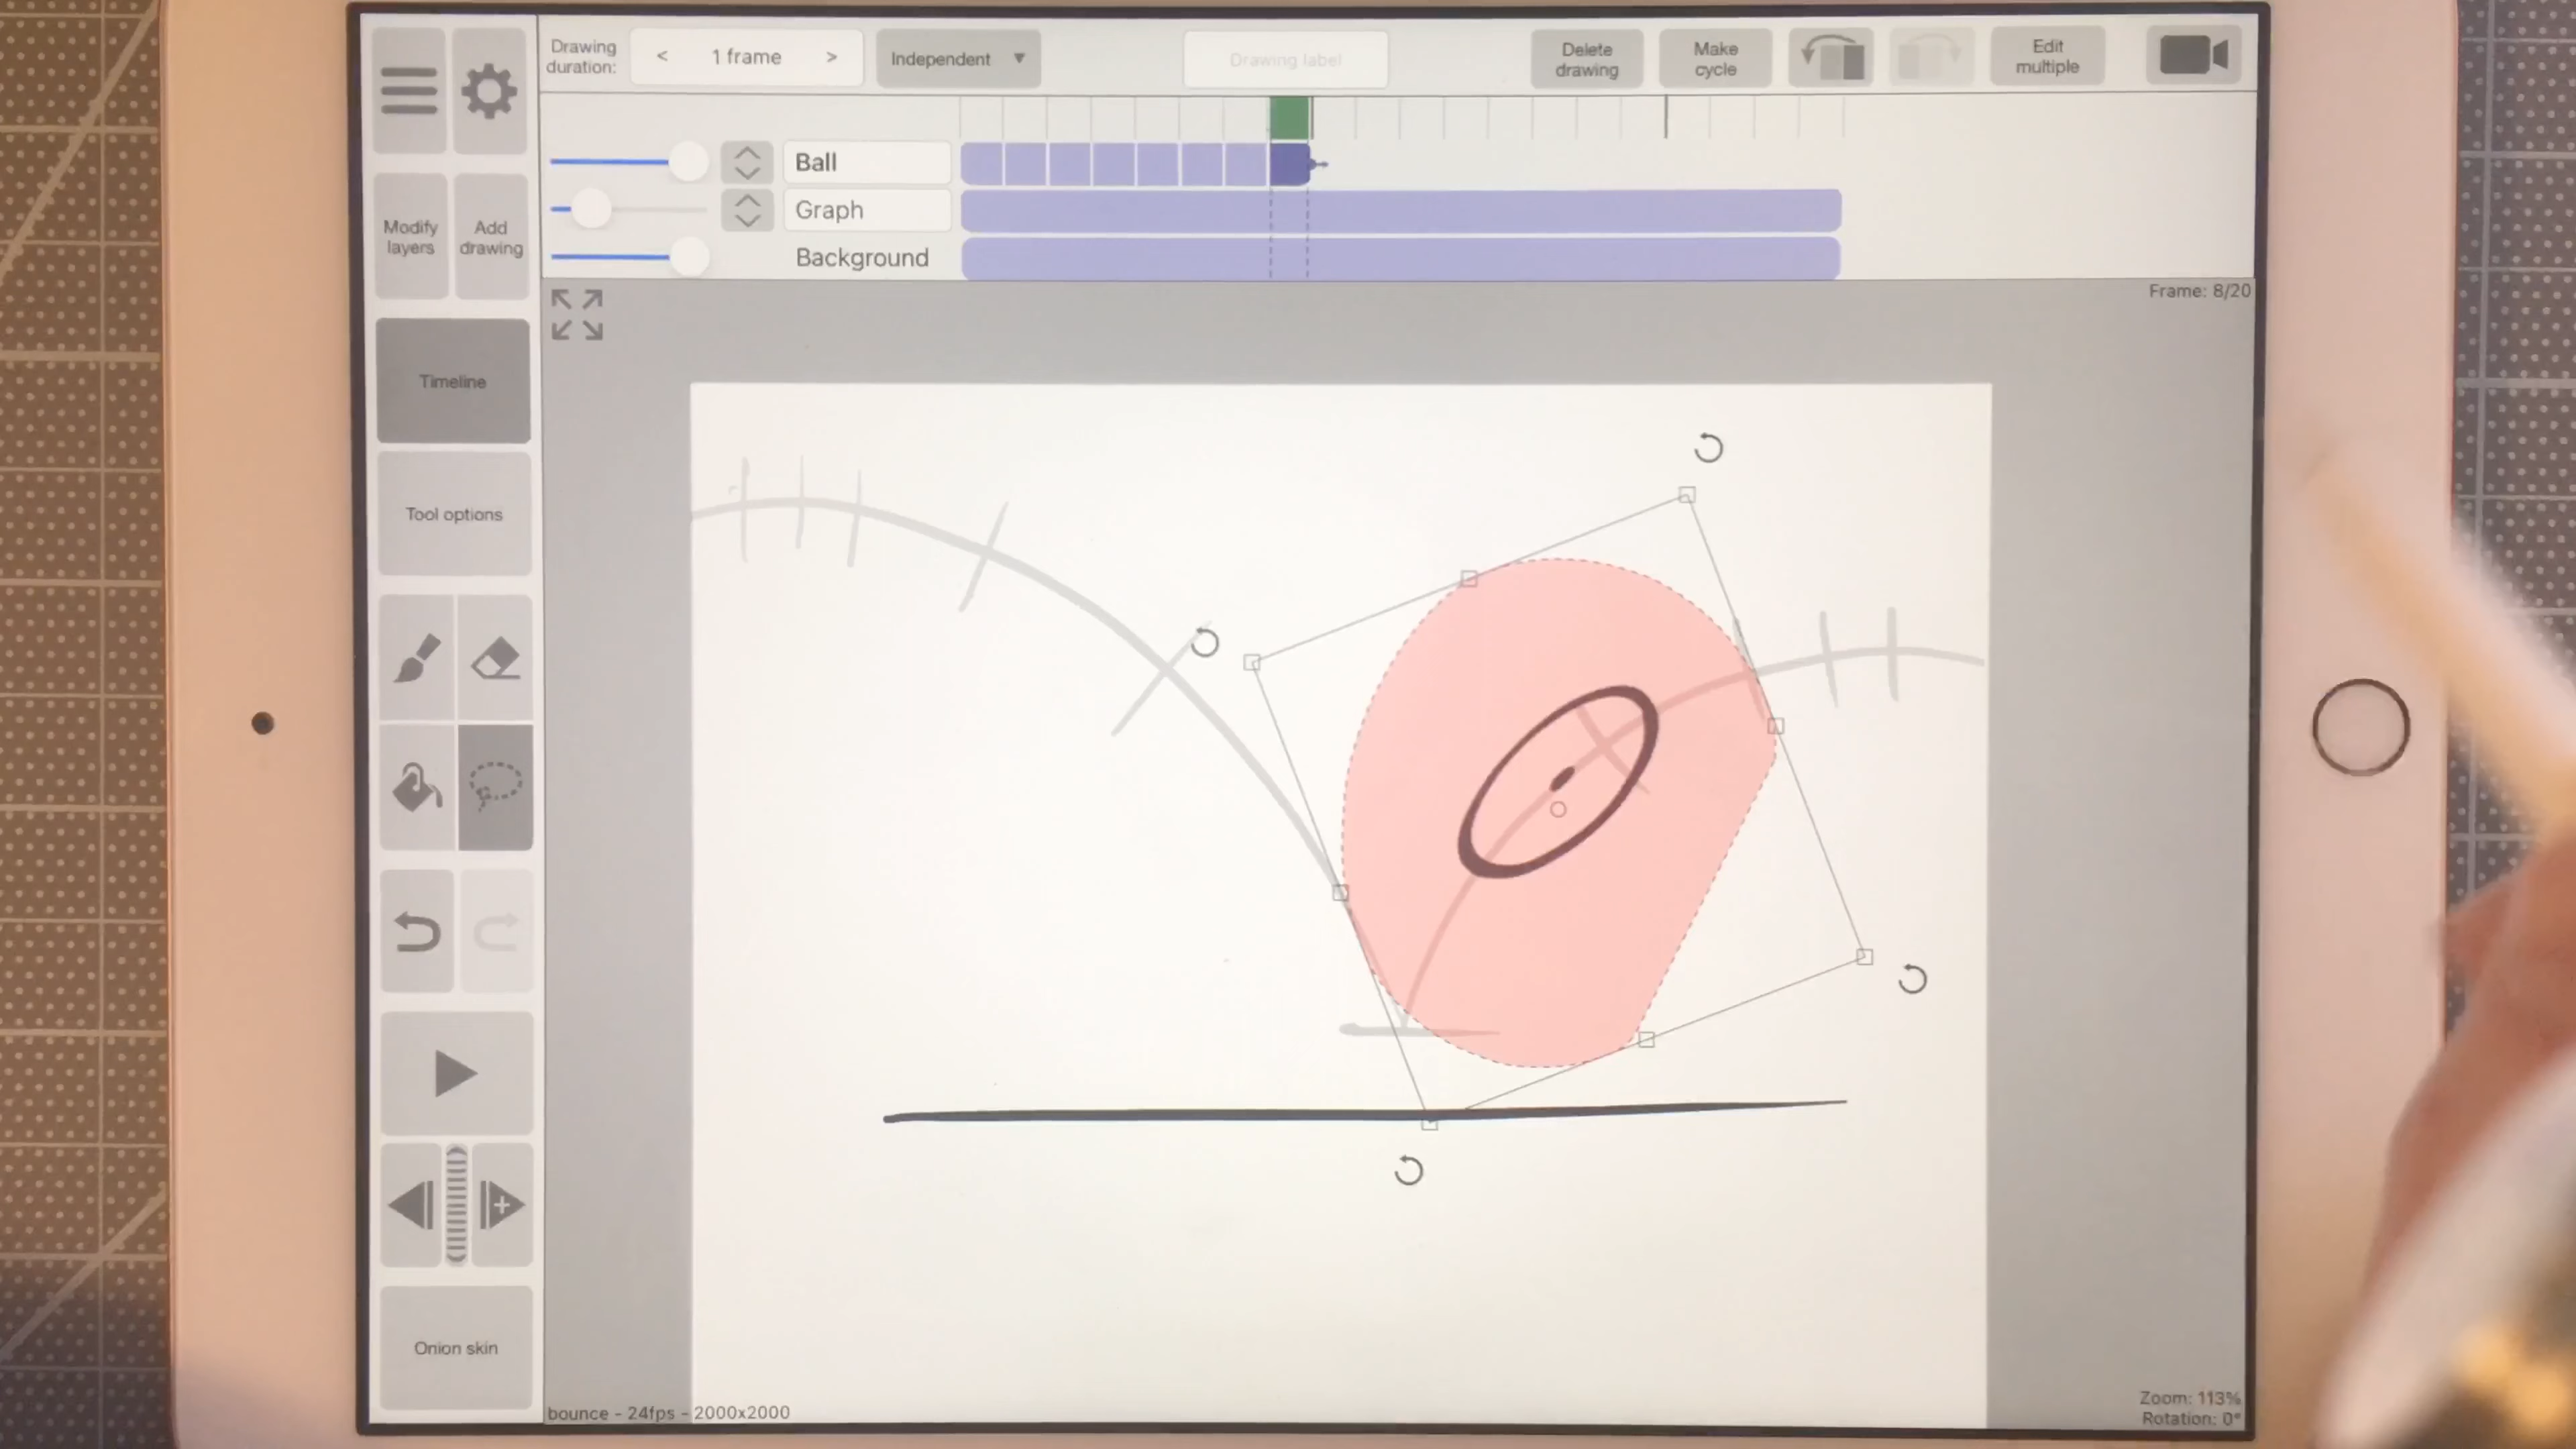 Drawing
duration:
< 1 frame >
Independent
Drawing label
Delete
drawing
Make
cycle
Edit
multiple
Ball
Graph
Background
Modify
layers
Add
drawing
Frame: 8/20
Timeline
Tool options
Onion skin
bounce - 24fps - 2000x2000
Zoom: 113%
Rotation: 0°